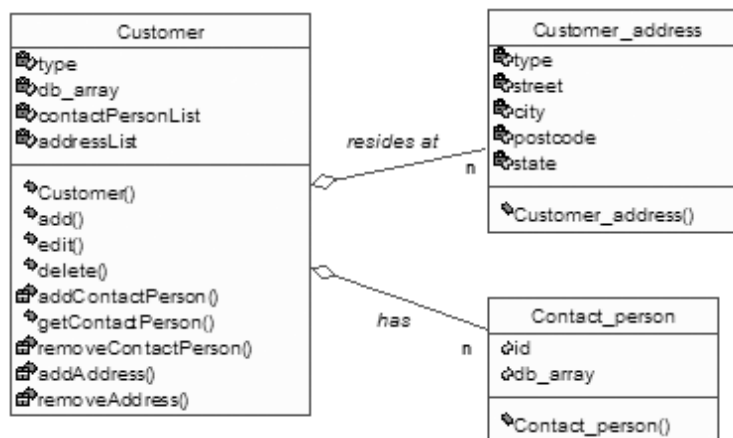 Customer
type
db_array
contactPersonList
addressList
Customer()
add()
edit()
delete()
addContactPerson()
getContactPerson()
removeContactPerson()
addAddress()
removeAddress()
resides at
n
has
n
Customer_address
type
street
city
postcode
state
Customer_address()
Contact_person
id
db_array
Contact_person()